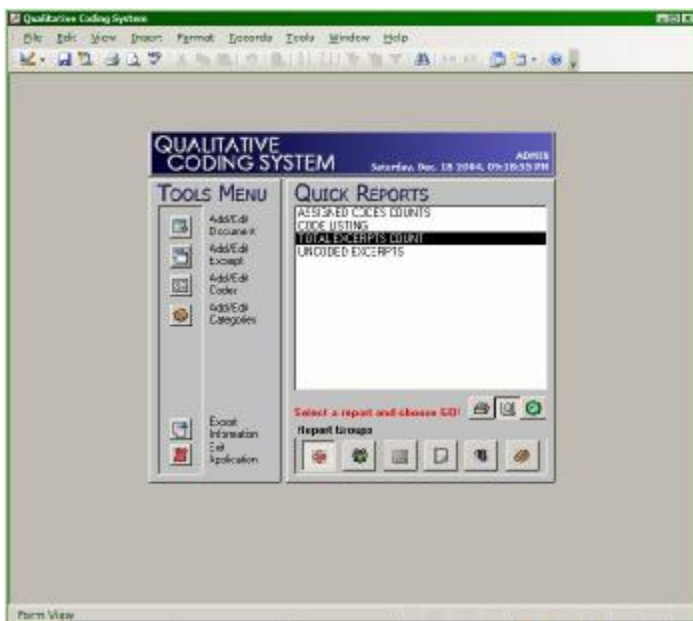 Qualitative Coding System
File Edit View Insert Format Records Tools Window Help
QUALITATIVE
CODING SYSTEM
ADMIN
Saturday, Dec. 18 2004, 09:18:55 PM
TOOLS MENU
Add/Edit
Document
Add/Edit
Excerpt
Add/Edit
Codes
Add/Edit
Categories
Export
Information
Exit
Application
QUICK REPORTS
ASSIGNED CODES COUNTS
CODE LISTING
TOTAL EXCERPTS COUNT
UNCODED EXCERPTS
Select a report and choose GO!
Report Groups
Form View